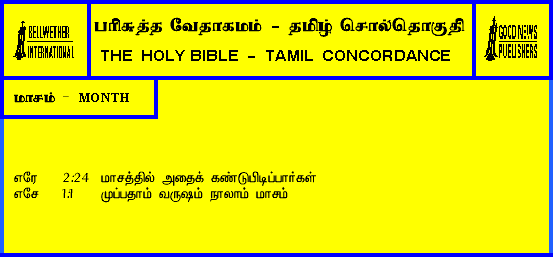 BELLWETHER
INTERNATIONAL
பரிசுத்த வேதாகமம் - தமிழ் சொல்தொகுதி
THE HOLY BIBLE - TAMIL CONCORDANCE
GOOD NEWS
PUBLISHERS
மாசம் - MONTH
எரே 2:24 மாசத்தில் அதைக் கண்டுபிடிப்பார்கள்
எசே 1:1 முப்பதாம் வருஷம் நாலாம் மாசம்